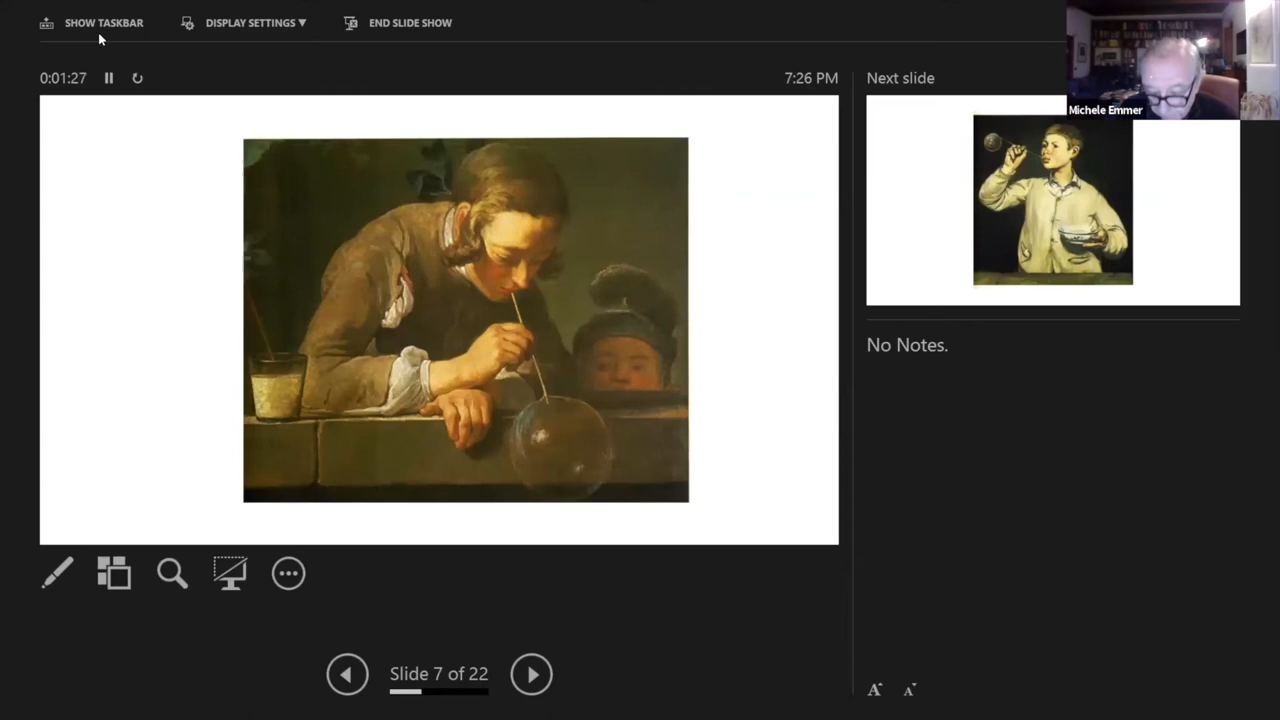 SHOW TASKBAR
DISPLAY SETTINGS ▼
END SLIDE SHOW
0:01:27
7:26 PM
Next slide
Michele Emmer
No Notes.
Slide 7 of 22
A A